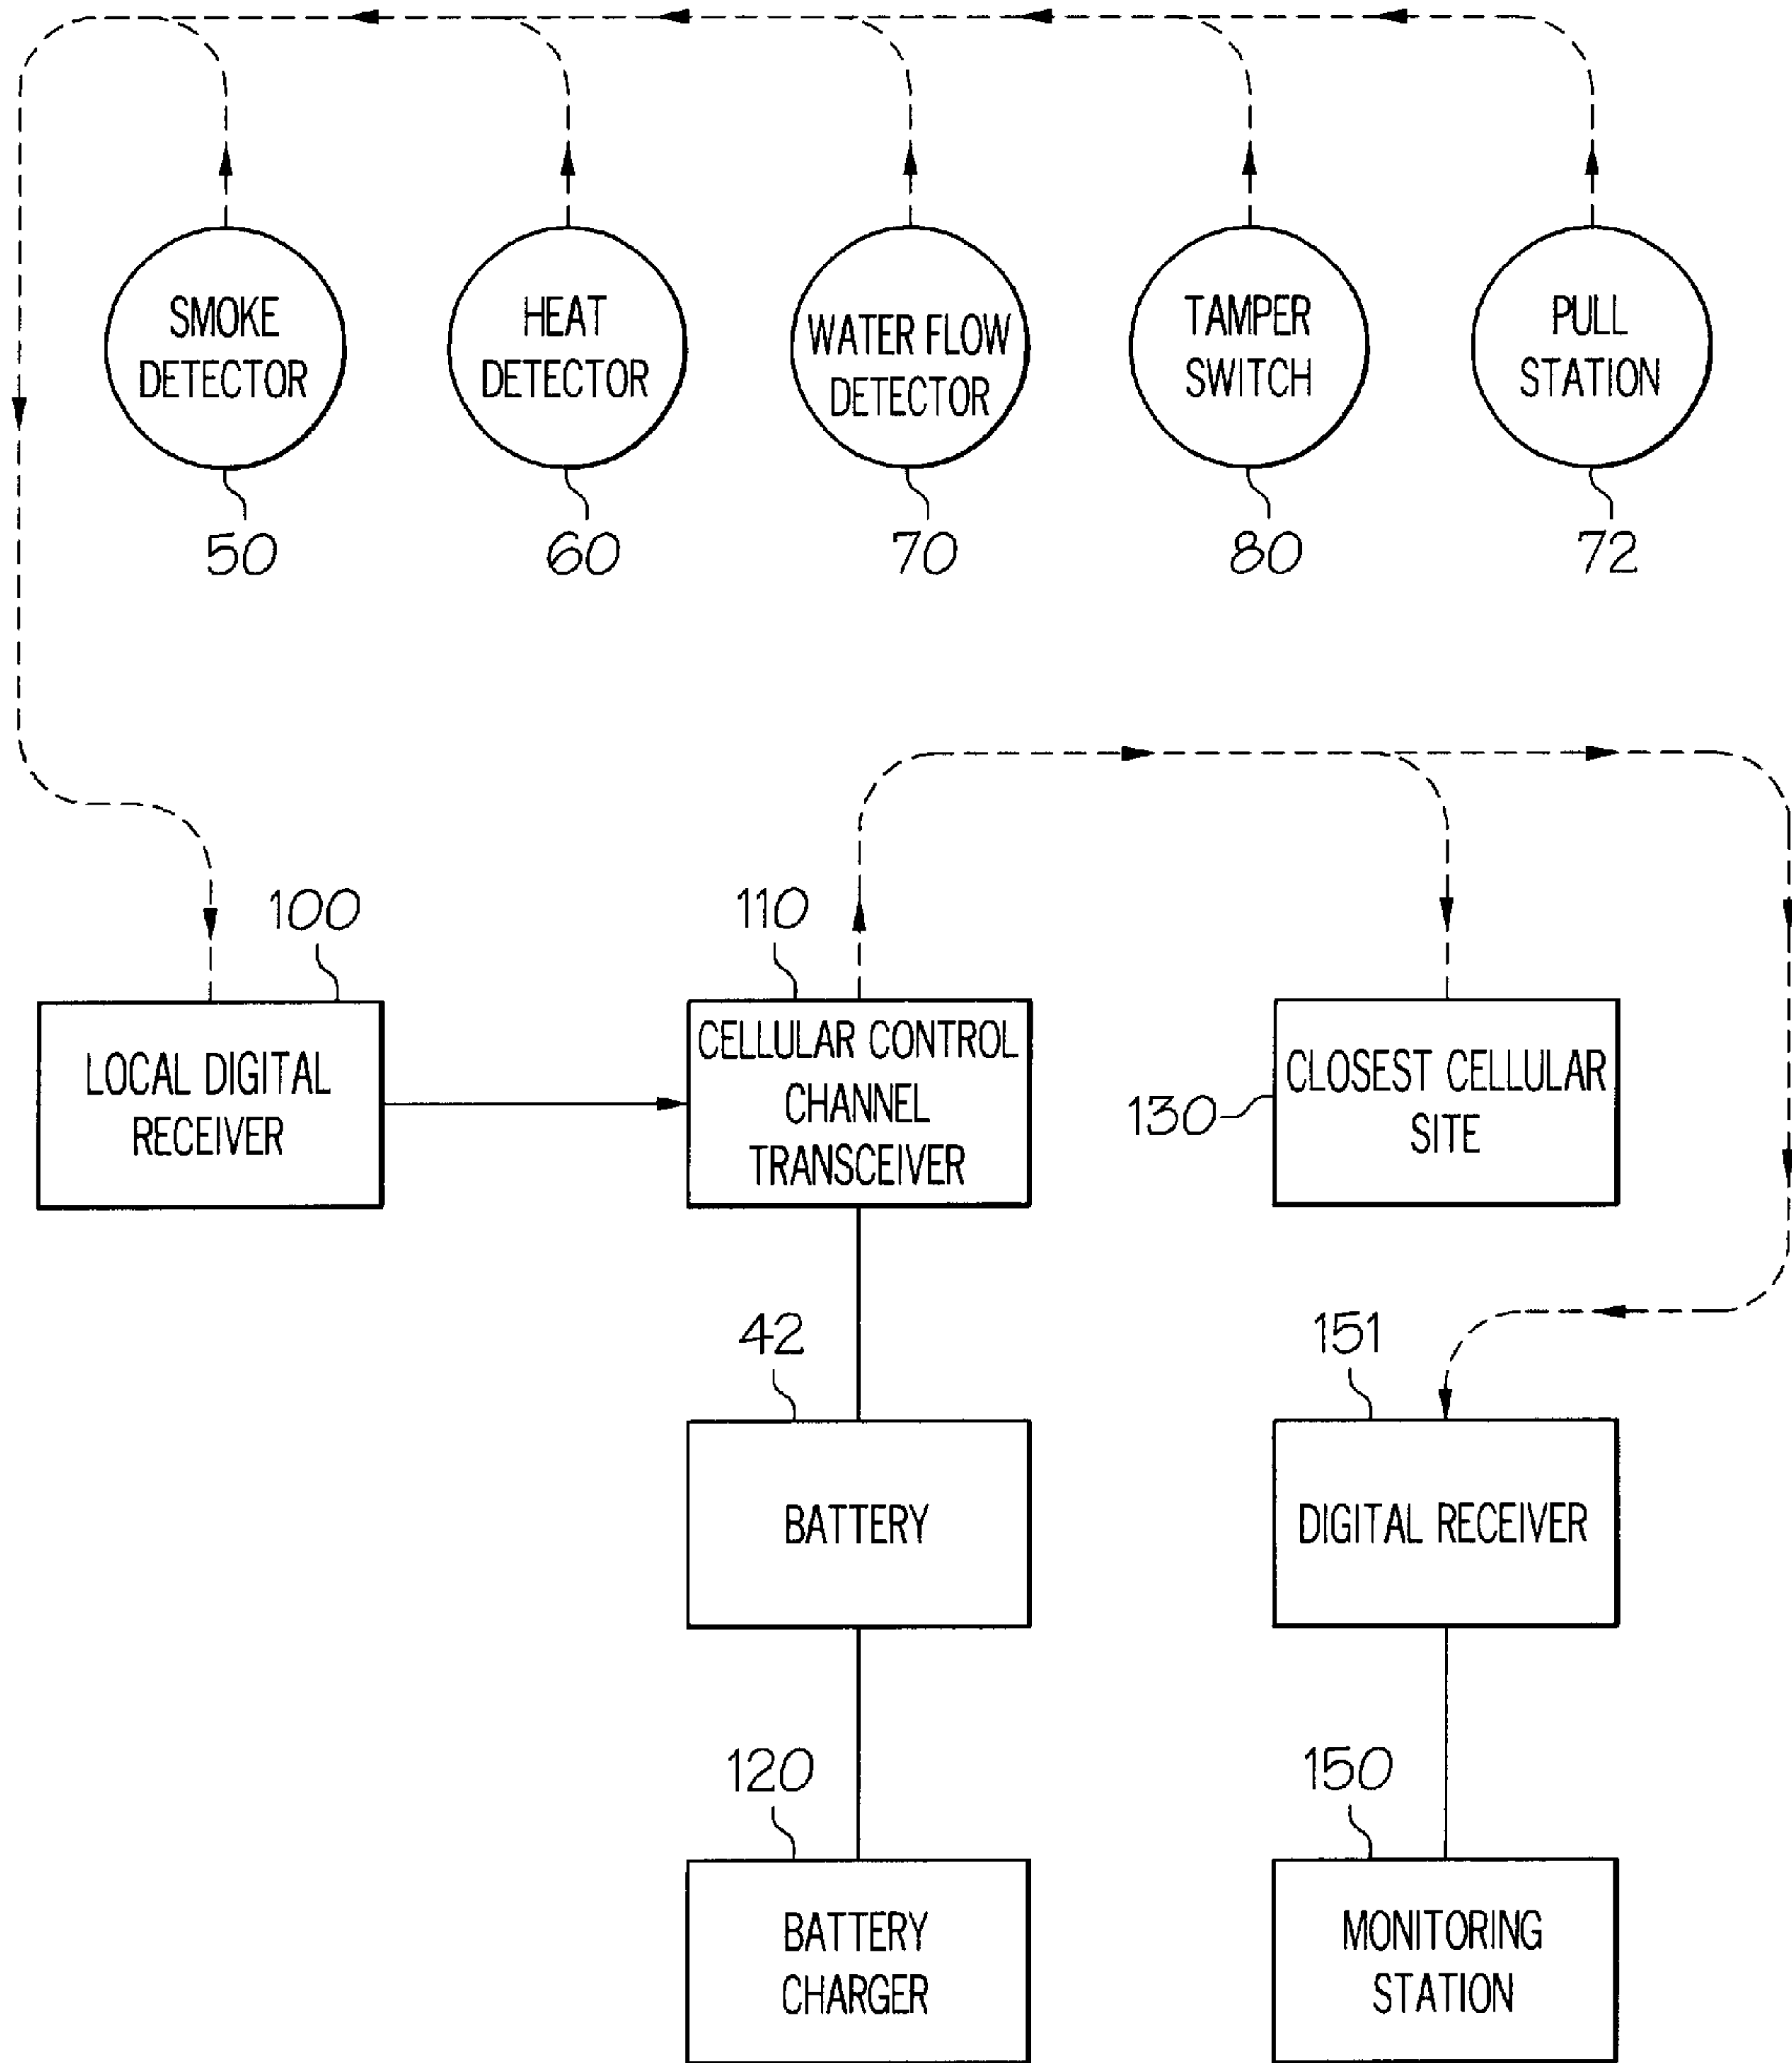 SMOKE
DETECTOR
HEAT
DETECTOR
WATER FLOW
DETECTOR
TAMPER
SWITCH
PULL
STATION
50
60
70
80
72
100
110
LOCAL DIGITAL
RECEIVER
CELLULAR CONTROL
CHANNEL
TRANSCEIVER
130
CLOSEST CELLULAR
SITE
42
151
BATTERY
DIGITAL RECEIVER
120
150
BATTERY
CHARGER
MONITORING
STATION